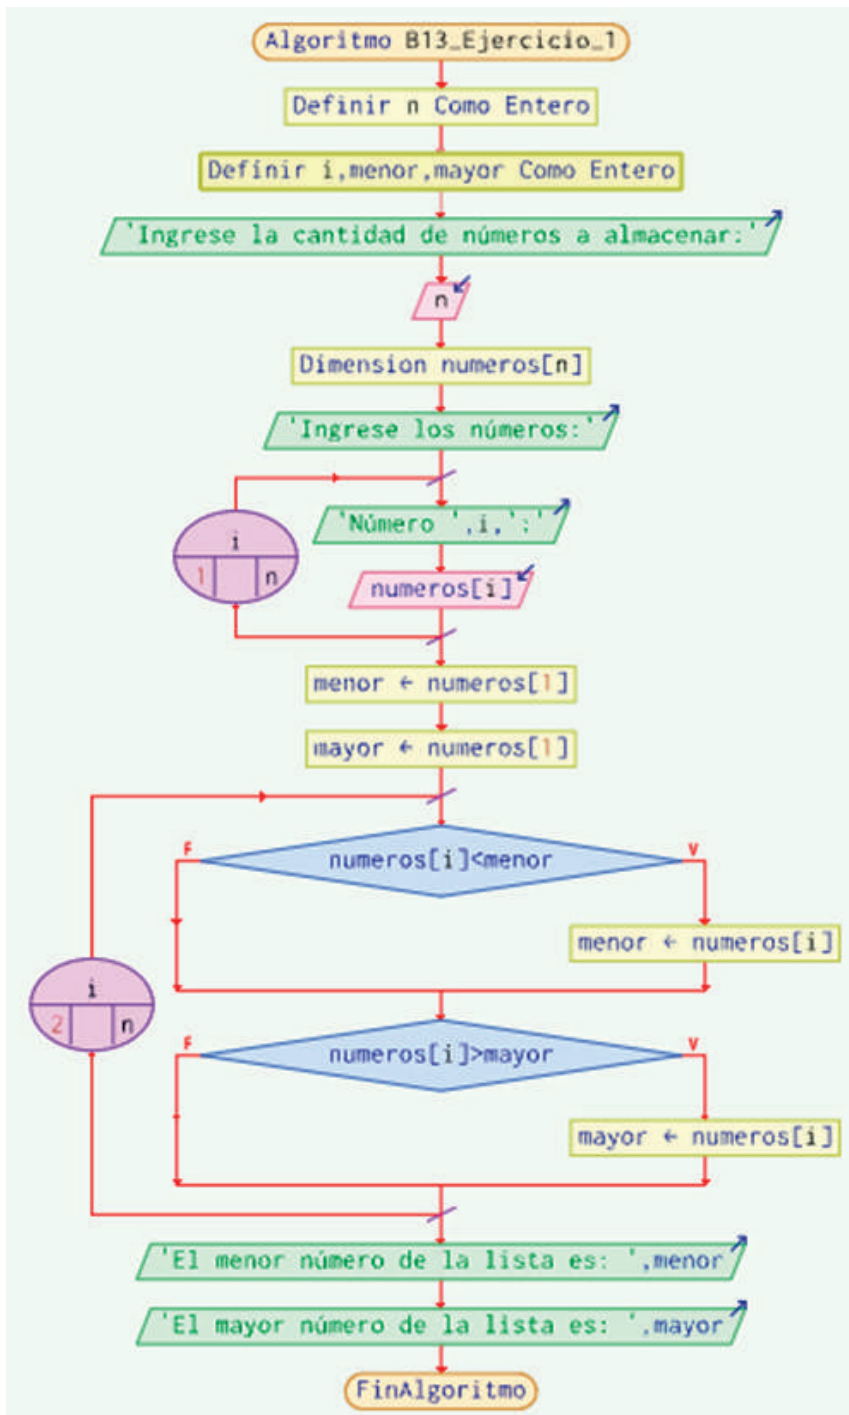 Algoritmo B13_Ejercicio_1
Definir n Como Entero
Definir i,menor,mayor Como Entero
'Ingrese la cantidad de números a almacenar:'
n
Dimension numeros[n]
'Ingrese los números:'
i
1
n
'Número ',i,':'
numeros[i]
menor ← numeros[1]
mayor ← numeros[1]
F
numeros[i]<menor
V
menor ← numeros[i]
i
2
n
F
numeros[i]>mayor
V
mayor ← numeros[i]
'El menor número de la lista es: ',menor
'El mayor número de la lista es: ',mayor
FinAlgoritmo